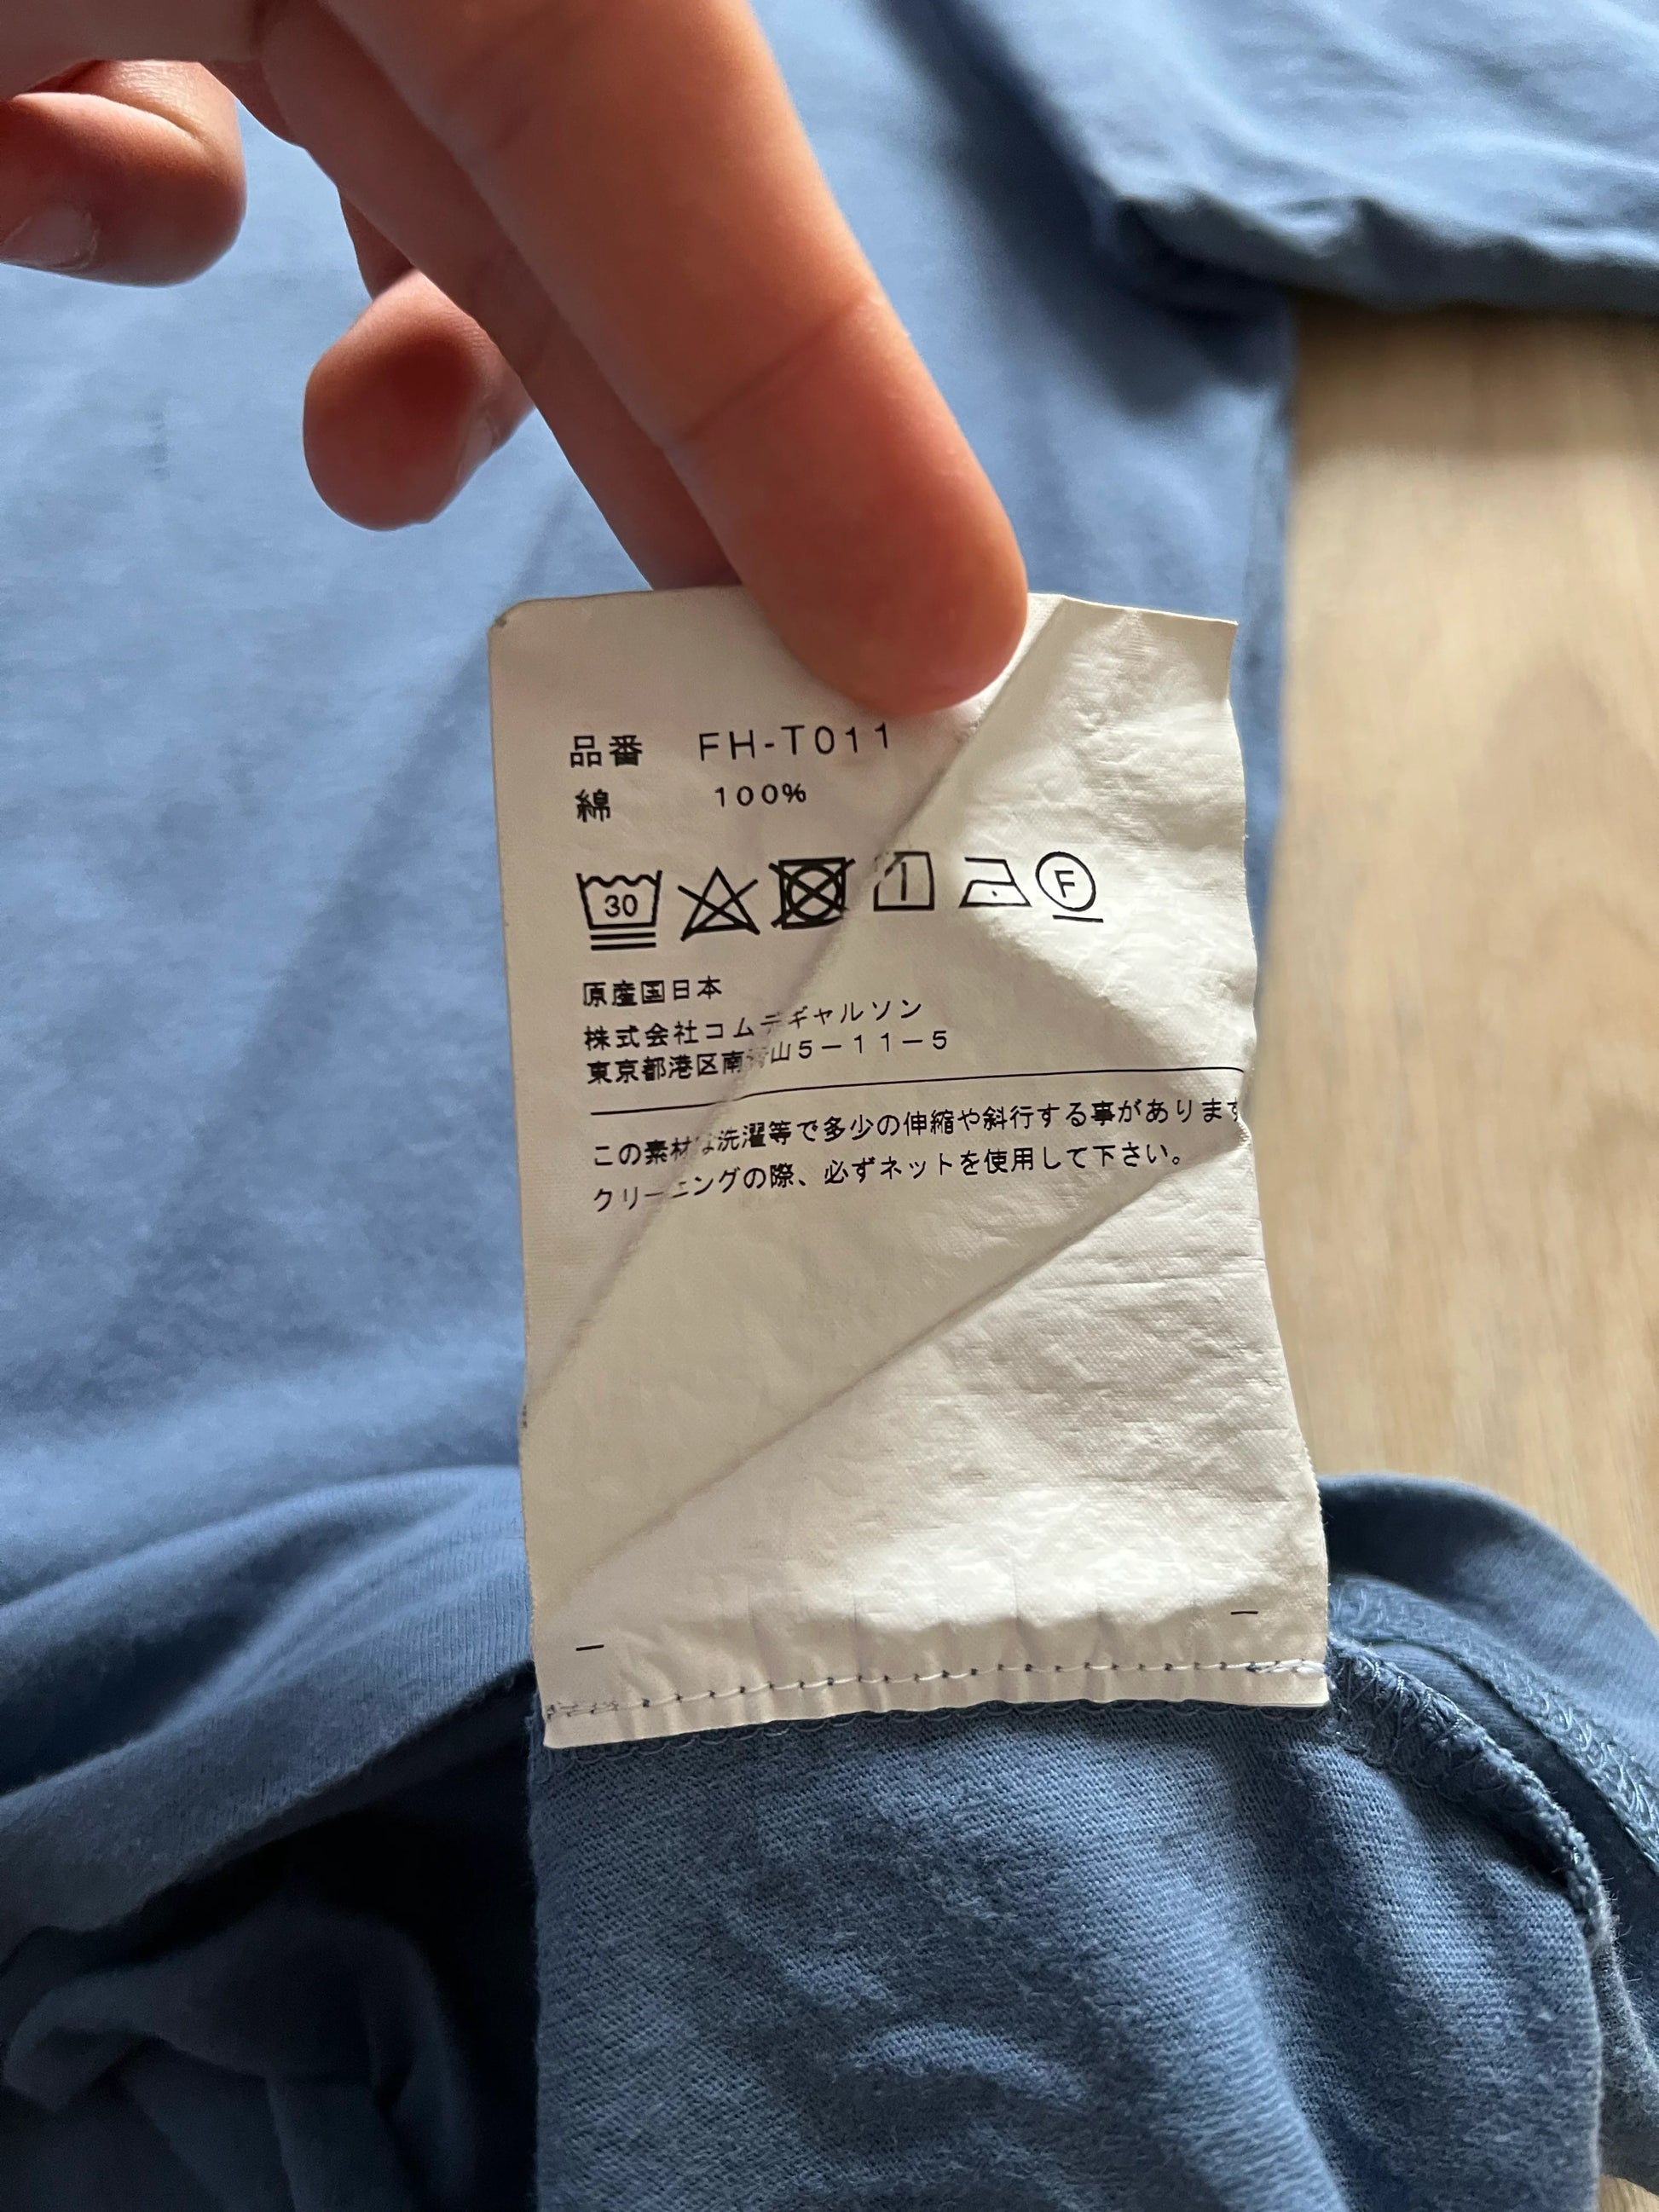 品番 FH-T011
綿 100%
30
F
原産国日本
株式会社コムデギャルソン
東京都港区南青山5-11-5
この素材は洗濯等で多少の伸縮や斜行する事があります
クリーニングの際、必ずネットを使用して下さい。